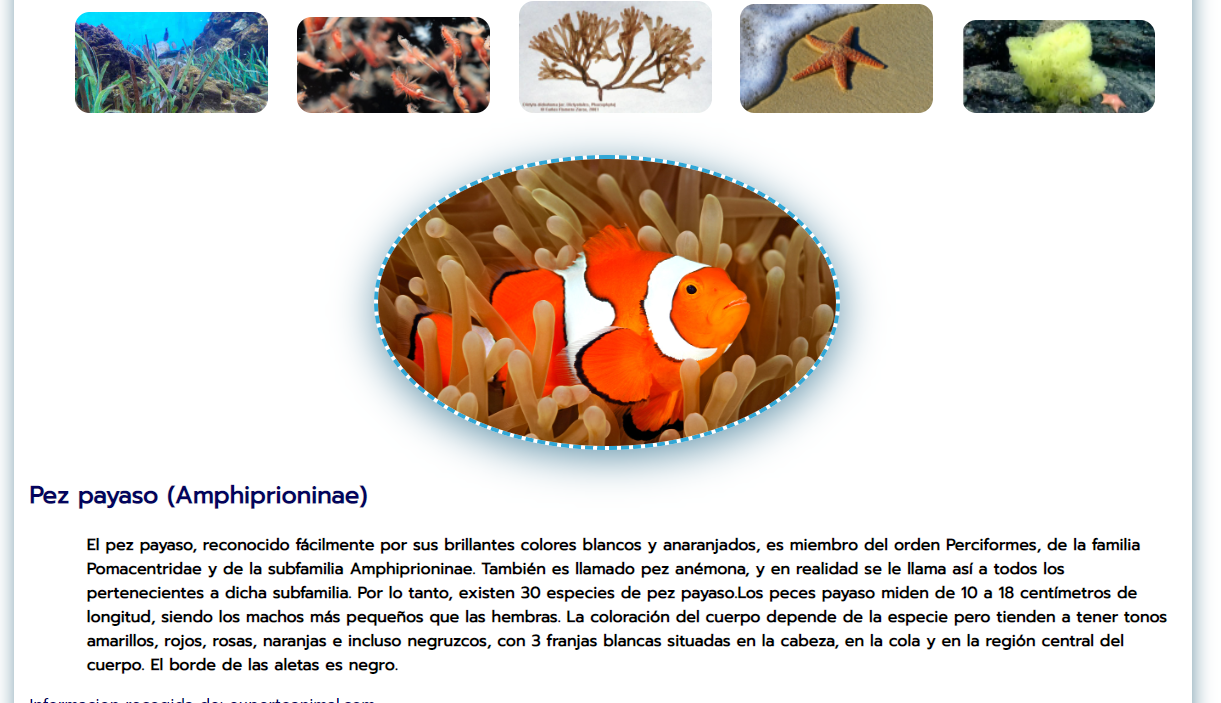 Pez payaso (Amphiprioninae)
El pez payaso, reconocido fácilmente por sus brillantes colores blancos y anaranjados, es miembro del orden Perciformes, de la familia
Pomacentridae y de la subfamilia Amphiprioninae. También es llamado pez anémona, y en realidad se le llama así a todos los
pertenecientes a dicha subfamilia. Por lo tanto, existen 30 especies de pez payaso.Los peces payaso miden de 10 a 18 centímetros de
longitud, siendo los machos más pequeños que las hembras. La coloración del cuerpo depende de la especie pero tienden a tener tonos
amarillos, rojos, rosas, naranjas e incluso negruzcos, con 3 franjas blancas situadas en la cabeza, en la cola y en la región central del
cuerpo. El borde de las aletas es negro.
Informacion recogida de: expertoanimal.com